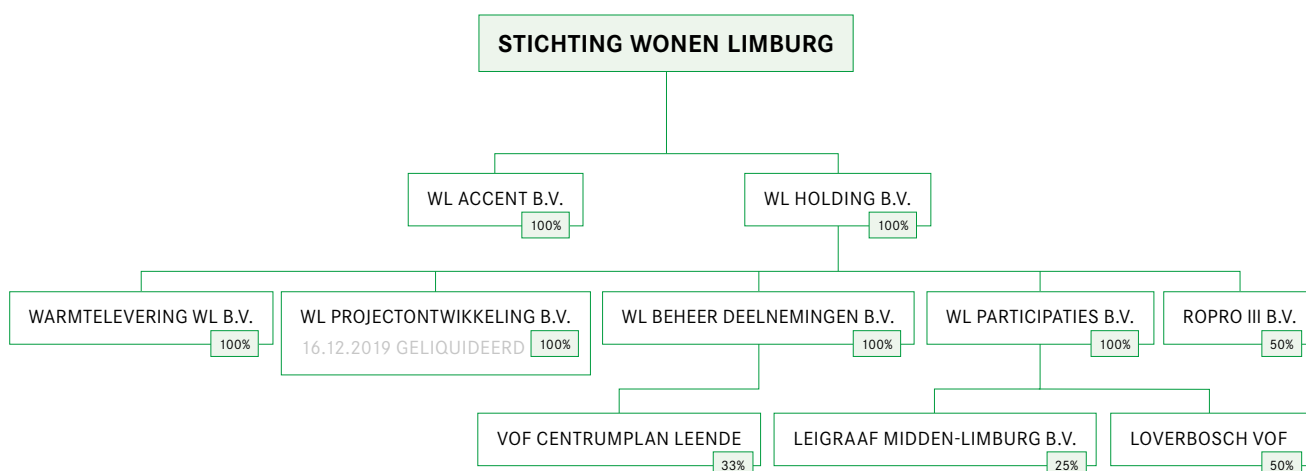 STICHTING WONEN LIMBURG
WL ACCENT B.V.
100%
WL HOLDING B.V.
100%
WARMTELEVERING WL B.V.
100%
WL PROJECTONTWIKKELING B.V.
16.12.2019 GELIQUIDEERD
100%
WL BEHEER DEELNEMINGEN B.V.
100%
WL PARTICIPATIES B.V.
100%
ROPRO III B.V.
50%
VOF CENTRUMPLAN LEENDE
33%
LEIGRAAF MIDDEN-LIMBURG B.V.
25%
LOVERBOSCH VOF
50%